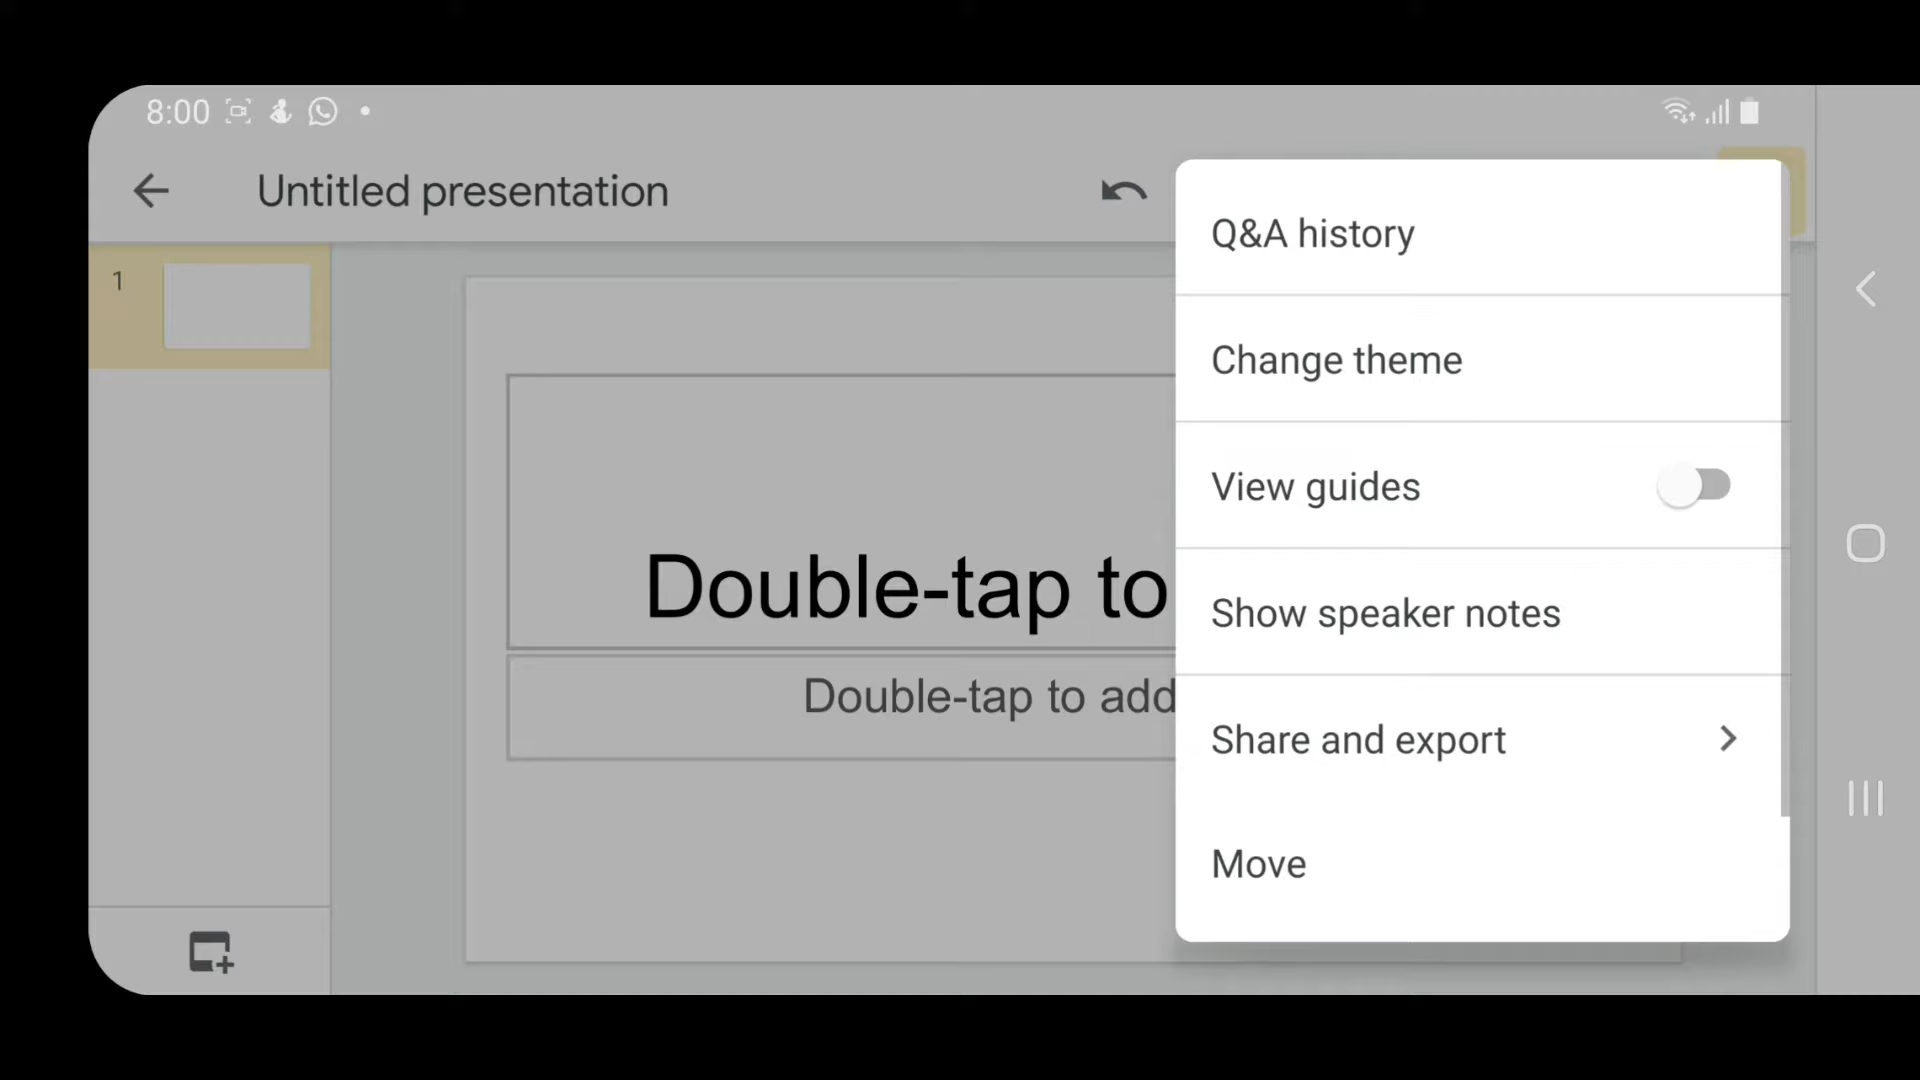 8:00
Untitled presentation
1
Double-tap to
Double-tap to add
Q&A history
Change theme
View guides
Show speaker notes
Share and export
Move